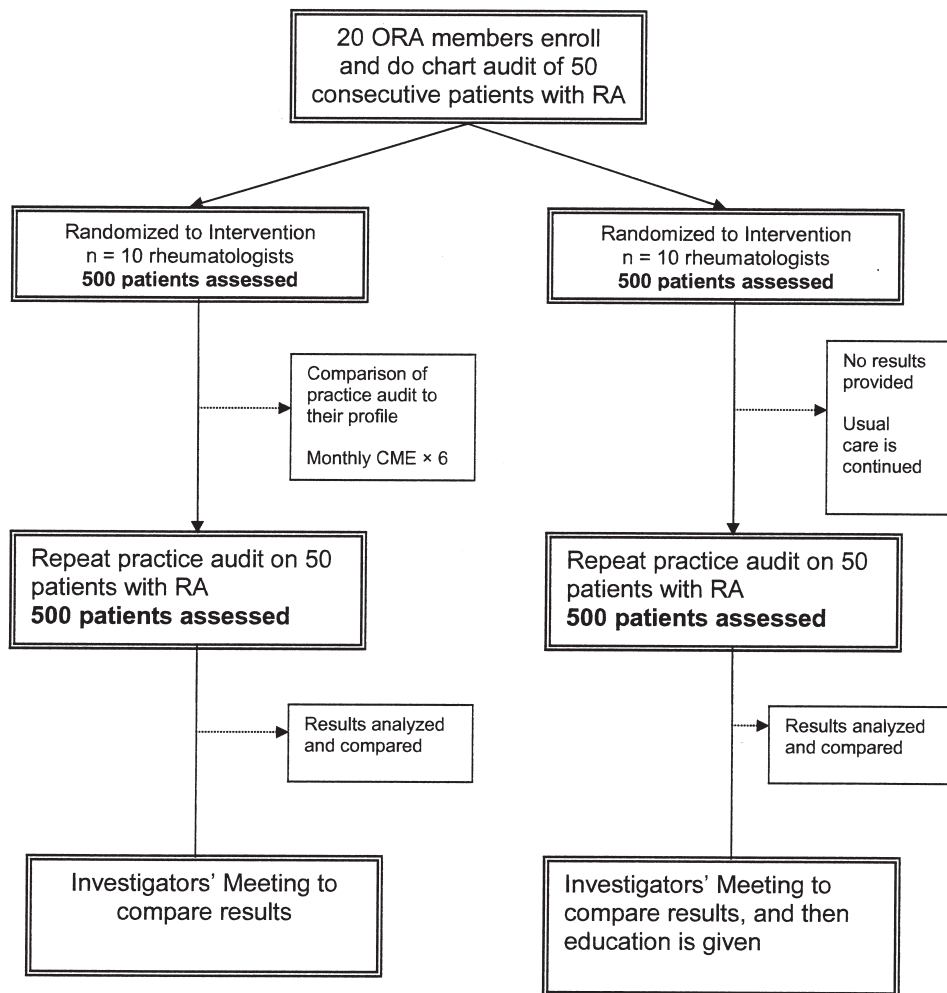 20 ORA members enroll
and do chart audit of 50
consecutive patients with RA
Randomized to Intervention
n = 10 rheumatologists
500 patients assessed
Randomized to Intervention
n = 10 rheumatologists
500 patients assessed
Comparison of
practice audit to
their profile
Monthly CME × 6
No results
provided
Usual
care is
continued
Repeat practice audit on 50
patients with RA
500 patients assessed
Repeat practice audit on 50
patients with RA
500 patients assessed
Results analyzed
and compared
Results analyzed
and compared
Investigators' Meeting to
compare results
Investigators' Meeting to
compare results, and then
education is given